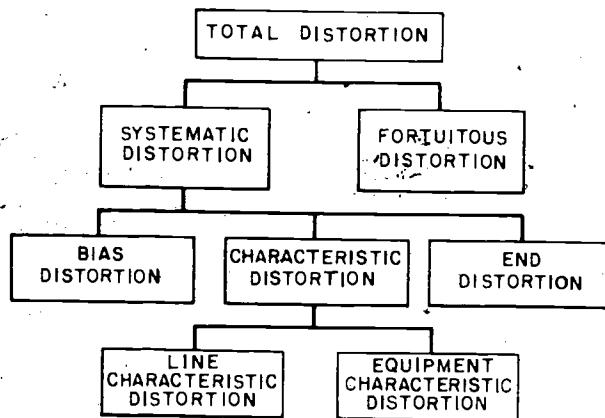 TOTAL DISTORTION
SYSTEMATIC
DISTORTION
FORTUITOUS
DISTORTION
BIAS
DISTORTION
CHARACTERISTIC
DISTORTION
END
DISTORTION
LINE
CHARACTERISTIC
DISTORTION
EQUIPMENT
CHARACTERISTIC
DISTORTION